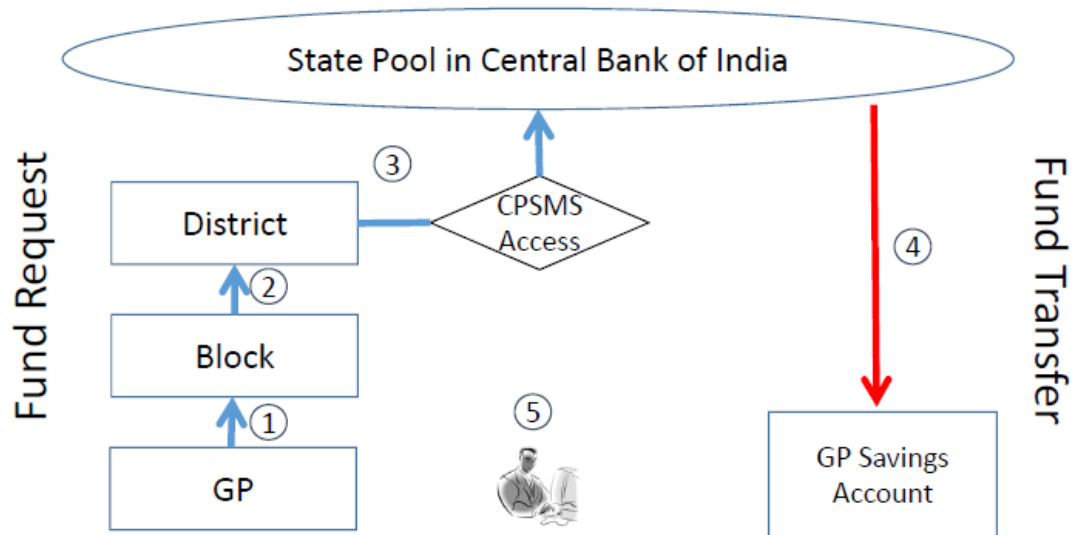 State Pool in Central Bank of India
Fund Request
3
District
CPSMS
Access
2
Block
1
GP
5
4
GP Savings
Account
Fund Transfer